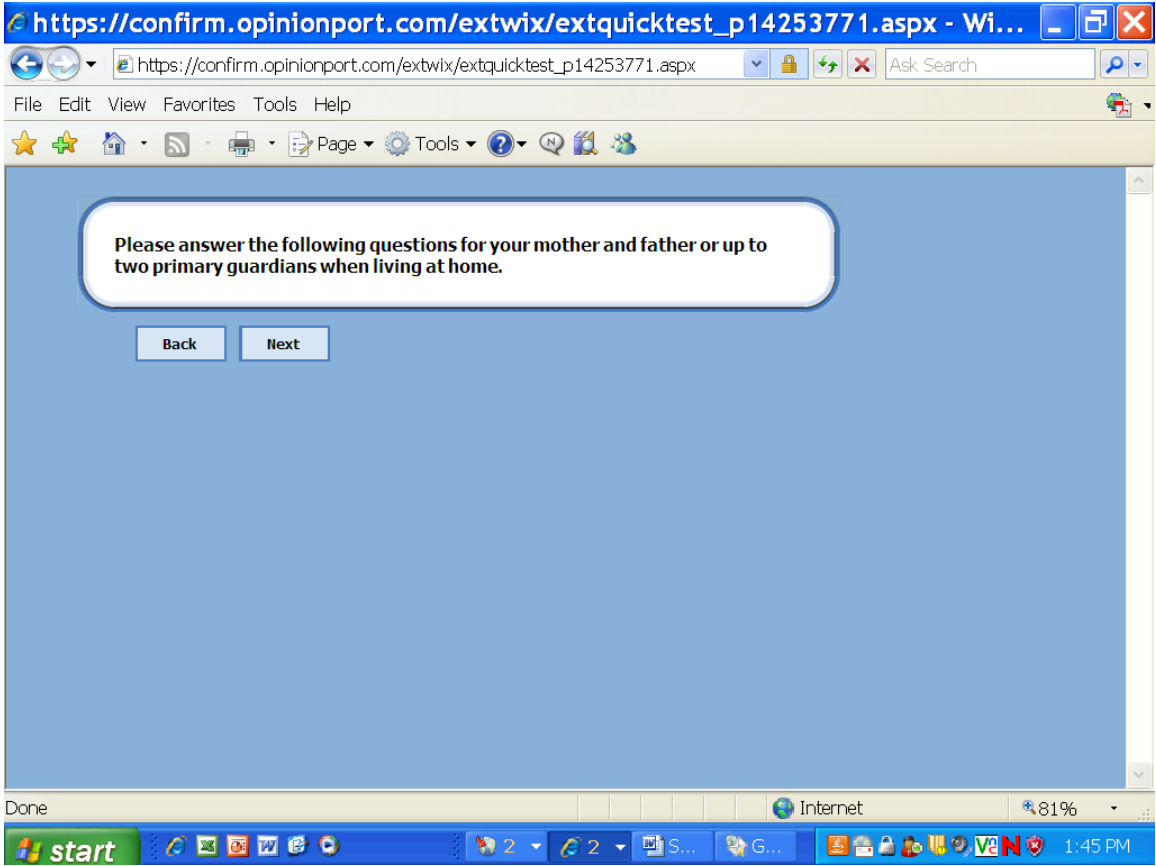 https://confirm.opinionport.com/extwix/extquicktest_p14253771.aspx - Wi...
https://confirm.opinionport.com/extwix/extquicktest_p14253771.aspx Ask Search
File Edit View Favorites Tools Help
Page Tools
Please answer the following questions for your mother and father or up to
two primary guardians when living at home.
Back Next
Done Internet 81%
start 2 2 S... G... 1:45 PM